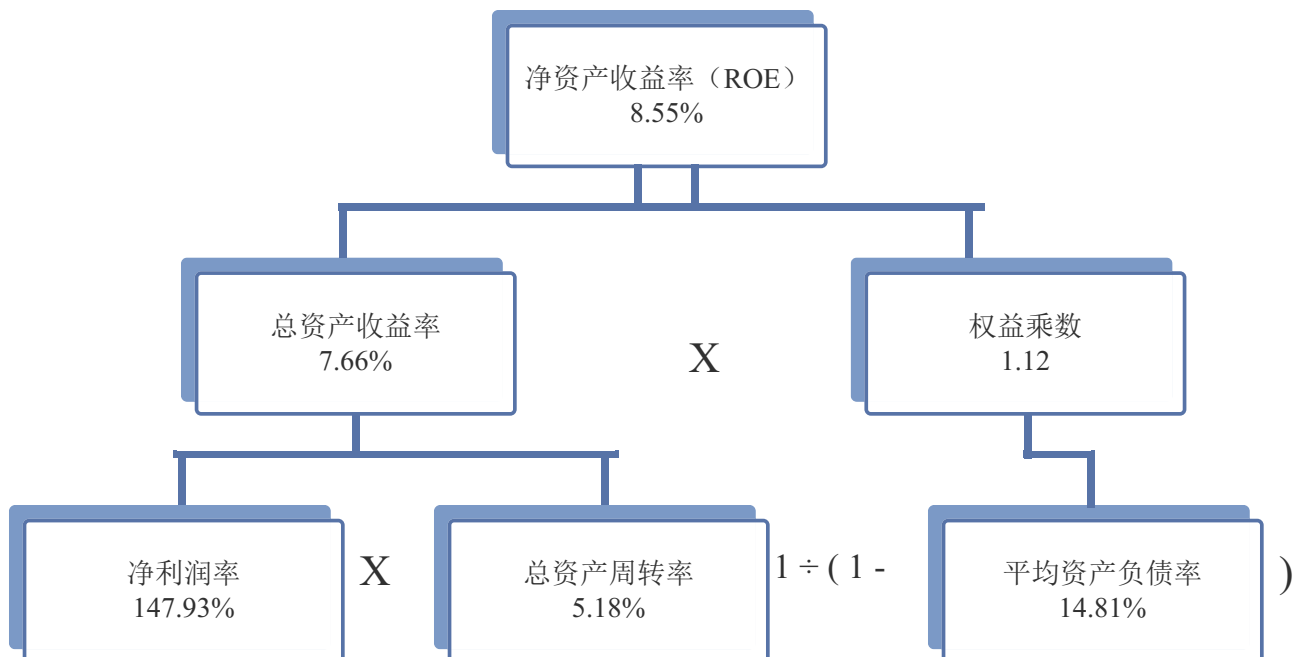 净资产收益率（ROE）
8.55%
总资产收益率
7.66%
X
权益乘数
1.12
净利润率
147.93%
X
总资产周转率
5.18%
1 ÷ ( 1 -
平均资产负债率
14.81%
)